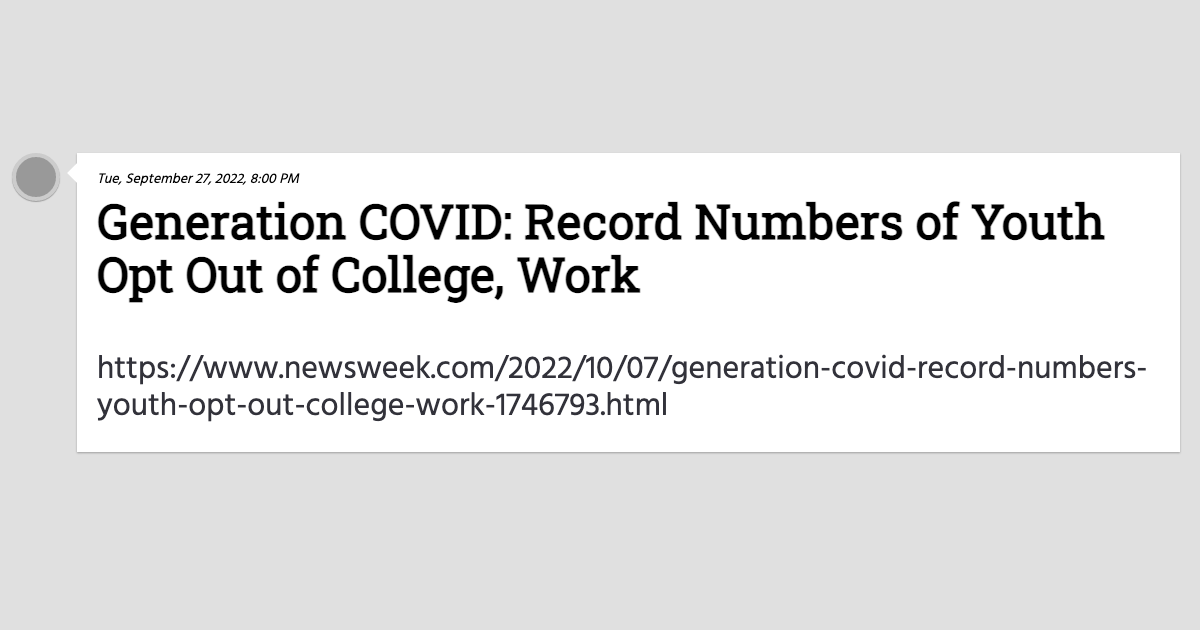 Tue, September 27, 2022, 8:00 PM
Generation COVID: Record Numbers of Youth
Opt Out of College, Work
https://www.newsweek.com/2022/10/07/generation-covid-record-numbers-
youth-opt-out-college-work-1746793.html